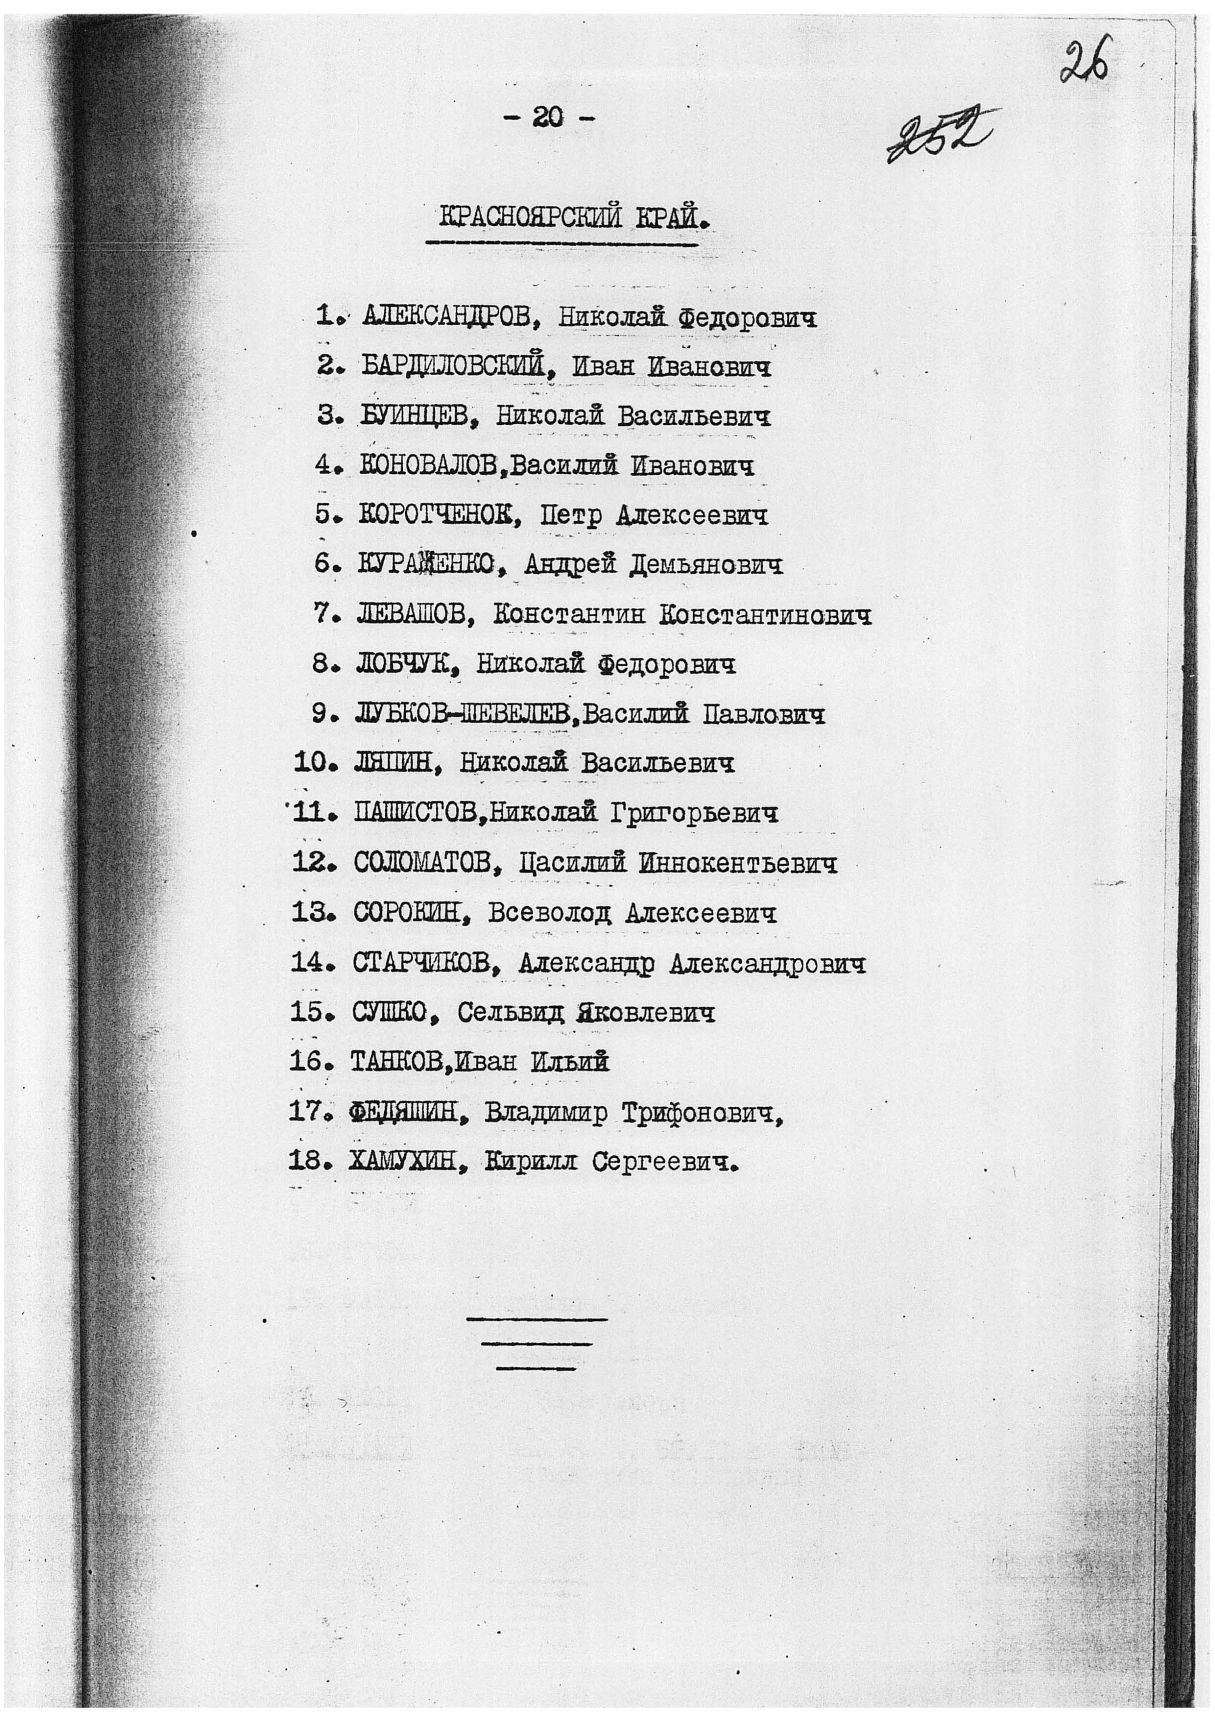 26
- 20 -
252
КРАСНОЯРСКИЙ КРАЙ.
1. АЛЕКСАНДРОВ, Николай Федорович
2. БАРДИЛОВСКИЙ, Иван Иванович
3. БУИНЦЕВ, Николай Васильевич
4. КОНОВАЛОВ,Василий Иванович
5. КОРОТЧЕНОК, Петр Алексеевич
6. КУРАЖЕНКО, Андрей Демьянович
7. ЛЕВАШОВ, Константин Константинович
8. ЛОБЧУК, Николай Федорович
9. ЛУБКОВ-ШЕВЕЛЕВ,Василий Павлович
10. ЛЯПИН, Николай Васильевич
11. ПАШИСТОВ,Николай Григорьевич
12. СОЛОМАТОВ, Цасилий Иннокентьевич
13. СОРОКИН, Всеволод Алексеевич
14. СТАРЧИКОВ, Александр Александрович
15. СУШКО, Сельвид Яковлевич
16. ТАНКОВ,Иван Ильий
17. ФЕДЯШИН, Владимир Трифонович,
18. ХАМУХИН, Кирилл Сергеевич.